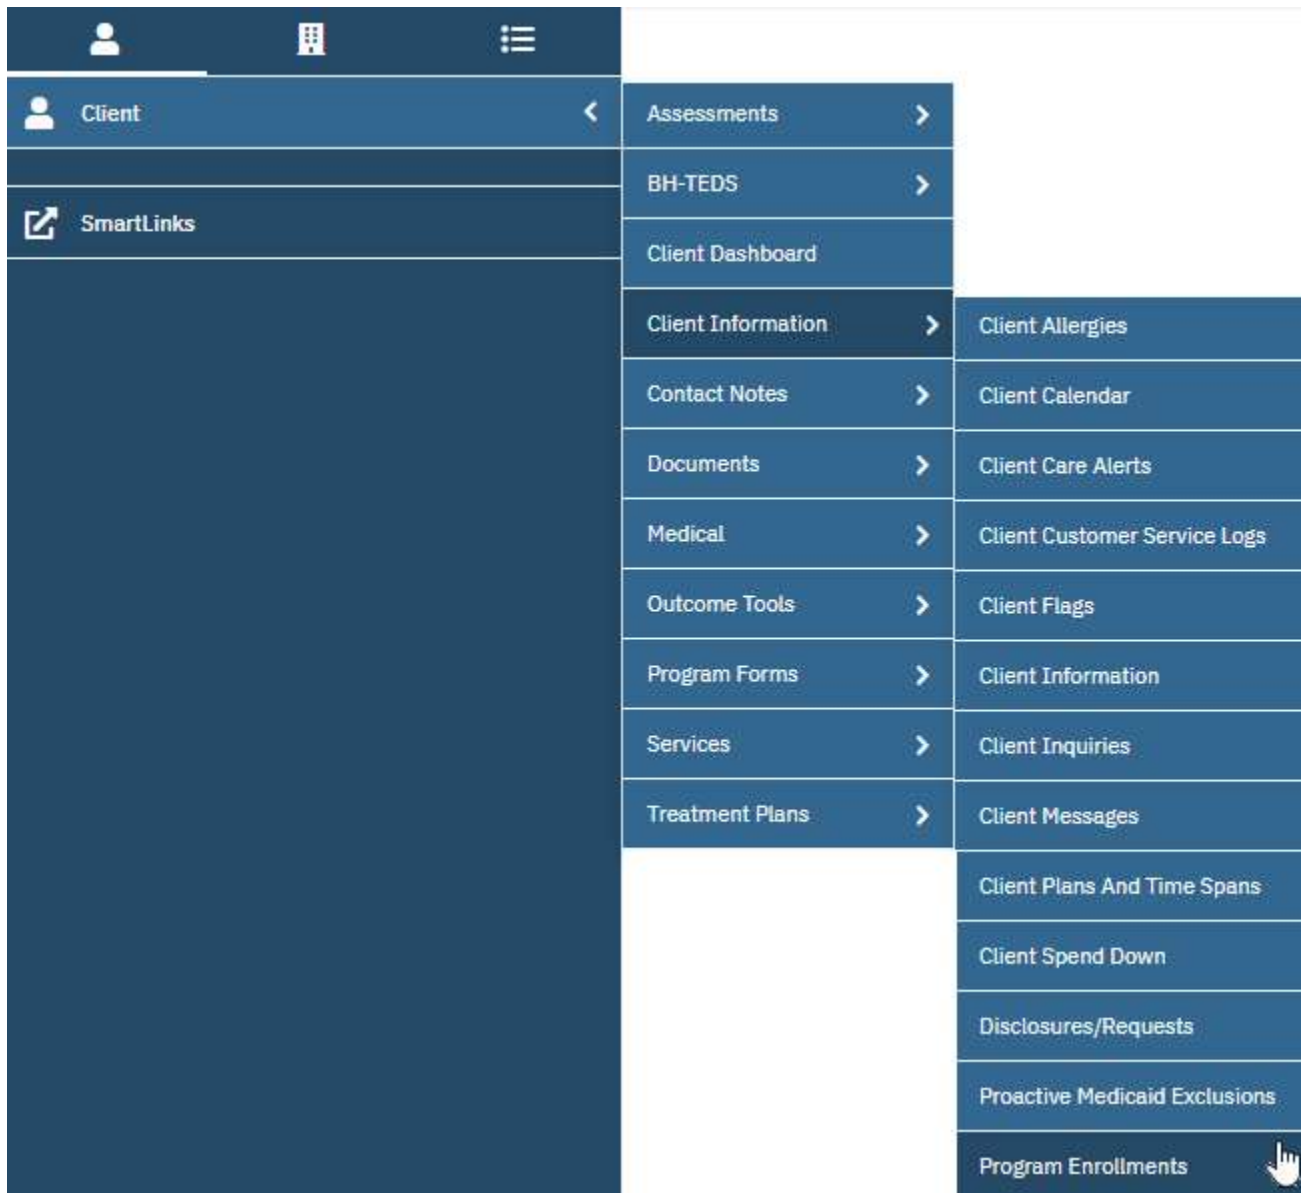 Client
SmartLinks
Assessments
BH-TEDS
Client Dashboard
Client Information
Contact Notes
Documents
Medical
Outcome Tools
Program Forms
Services
Treatment Plans
Client Allergies
Client Calendar
Client Care Alerts
Client Customer Service Logs
Client Flags
Client Information
Client Inquiries
Client Messages
Client Plans And Time Spans
Client Spend Down
Disclosures/Requests
Proactive Medicaid Exclusions
Program Enrollments